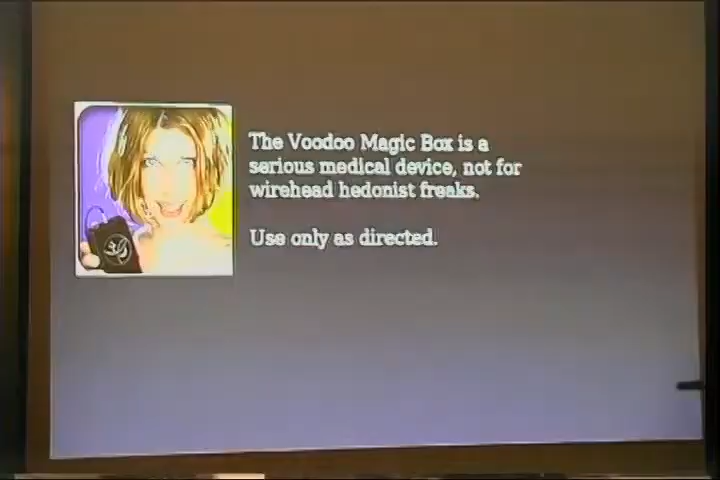 The Voodoo Magic Box is a
serious medical device, not for
wirehead hedonist freaks.
Use only as directed.